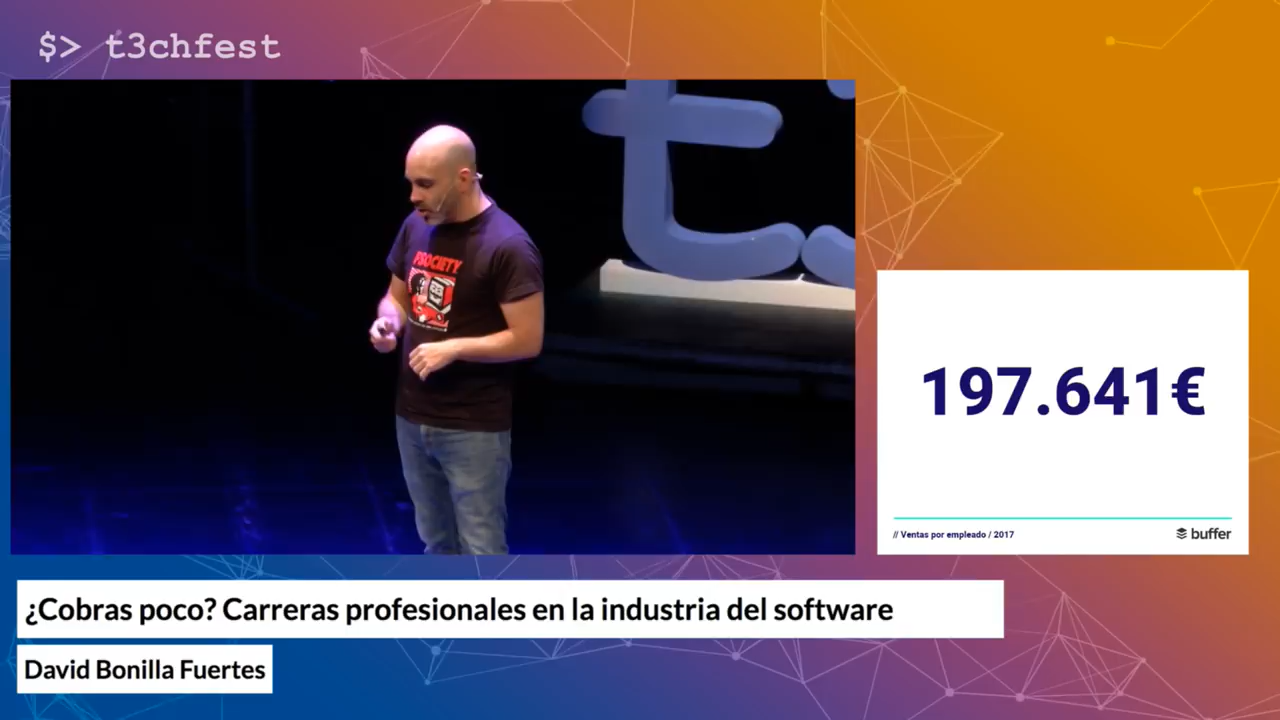 $> t3chfest
FSOCIETY
197.641€
// Ventas por empleado / 2017
buffer
¿Cobras poco? Carreras profesionales en la industria del software
David Bonilla Fuertes